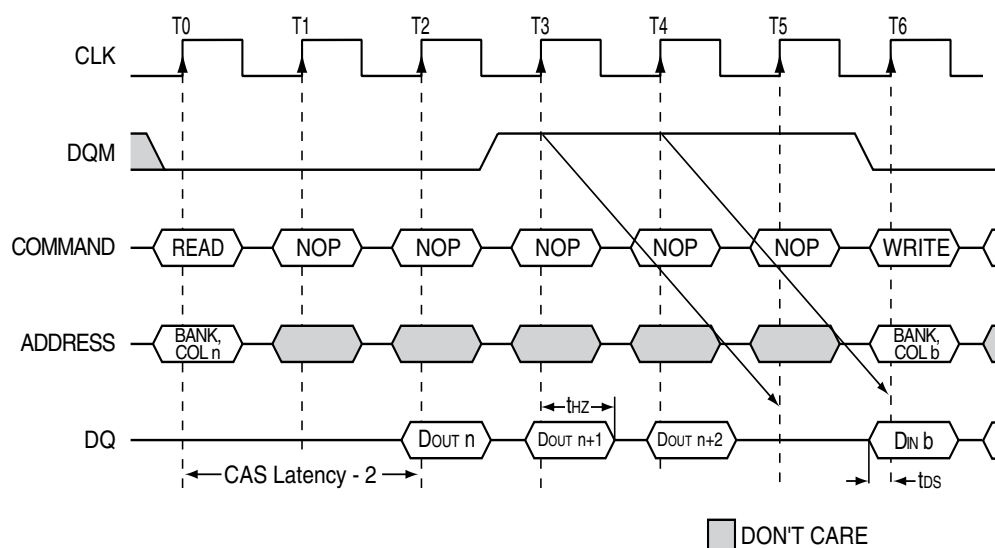 T0 T1 T2 T3 T4 T5 T6
CLK
DQM
COMMAND READ NOP NOP NOP NOP NOP WRITE
ADDRESS BANK, COL n BANK, COL b
tHZ
DQ DOUT n DOUT n+1 DOUT n+2 DIN b
CAS Latency - 2 tDS
DON'T CARE